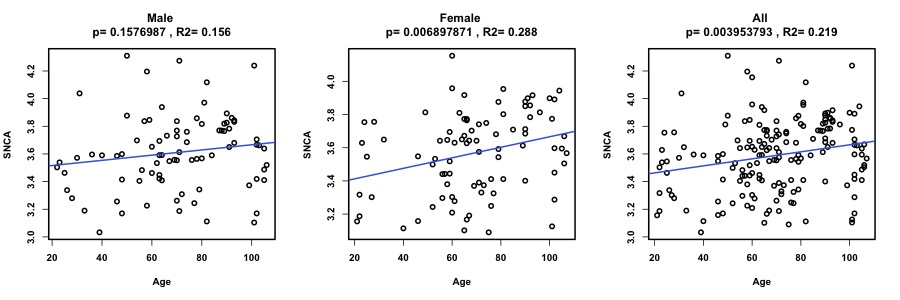 Male
p= 0.1576987 , R2= 0.156
SNCA
4.2
4.0
3.8
3.6
3.4
3.2
3.0
20 40 60 80 100
Age
Female
p= 0.006897871 , R2= 0.288
SNCA
4.0
3.8
3.6
3.4
3.2
20 40 60 80 100
Age
All
p= 0.003953793 , R2= 0.219
SNCA
4.2
4.0
3.8
3.6
3.4
3.2
3.0
20 40 60 80 100
Age